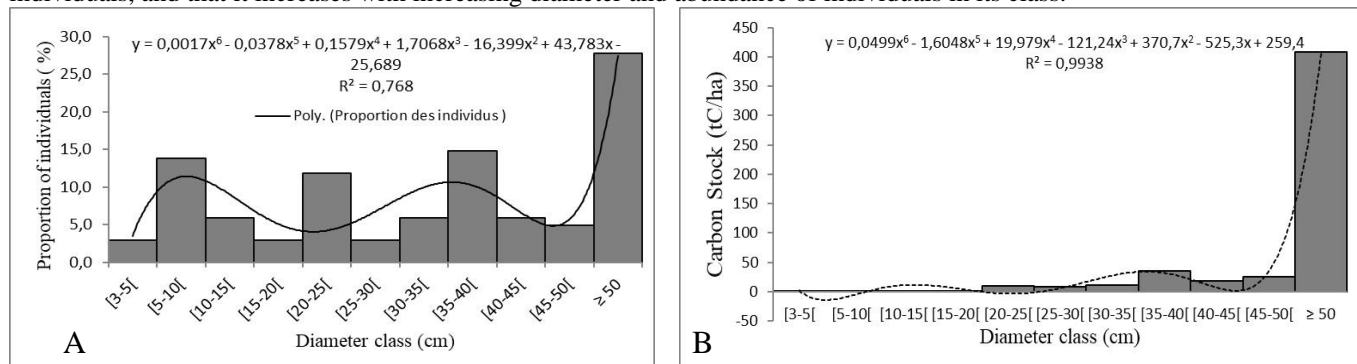 individuals, and that it increases with increasing diameter and abundance of individuals in its class.
y = 0,0017x⁶ - 0,0378x⁵ + 0,1579x⁴ + 1,7068x³ - 16,399x² + 43,783x -
25,689
R² = 0,768
Poly. (Proportion des individus )
Proportion of individuals ( %)
30,0
25,0
20,0
15,0
10,0
5,0
0,0
[3-5[
[5-10[
[10-15[
[15-20[
[20-25[
[25-30[
[30-35[
[35-40[
[40-45[
[45-50[
≥ 50
Diameter class (cm)
A
y = 0,0499x⁶ - 1,6048x⁵ + 19,979x⁴ - 121,24x³ + 370,7x² - 525,3x + 259,4
R² = 0,9938
Carbon Stock (tC/ha)
450
400
350
300
250
200
150
100
50
0
-50
[3-5[ [5-10[ [10-15[ [15-20[ [20-25[ [25-30[ [30-35[ [35-40[ [40-45[ [45-50[ ≥ 50
Diameter class (cm)
B